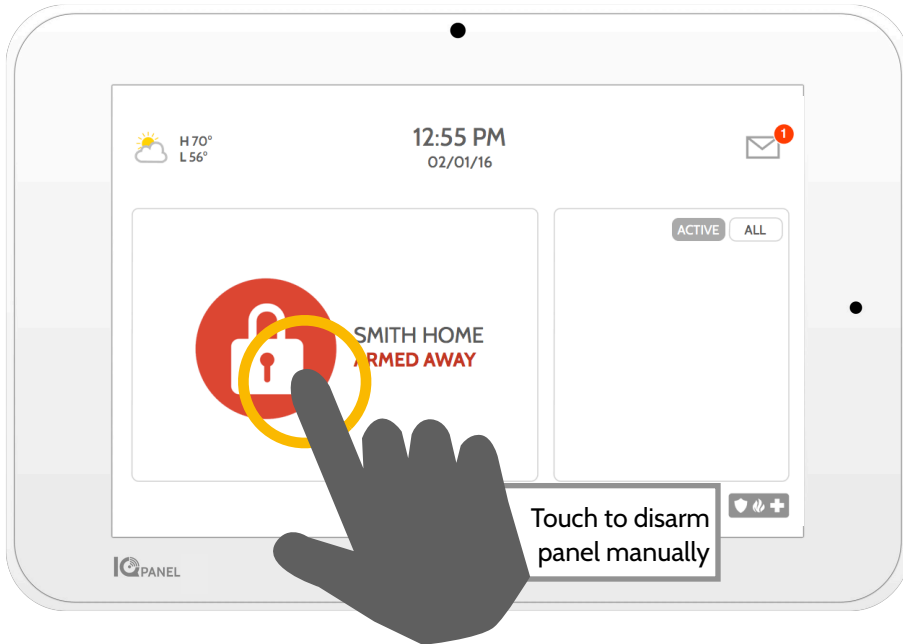 H 70°
L 56°
12:55 PM
02/01/16
1
ACTIVE
ALL
SMITH HOME
ARMED AWAY
Touch to disarm
panel manually
IQ PANEL